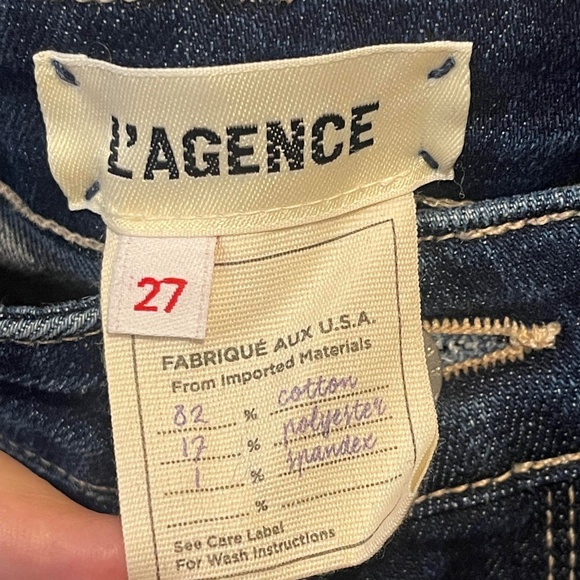 L'AGENCE
27
FABRIQUÉ AUX U.S.A.
From Imported Materials
82 % cotton
17 % polyester
1 % spandex
%
See Care Label
For Wash Instructions